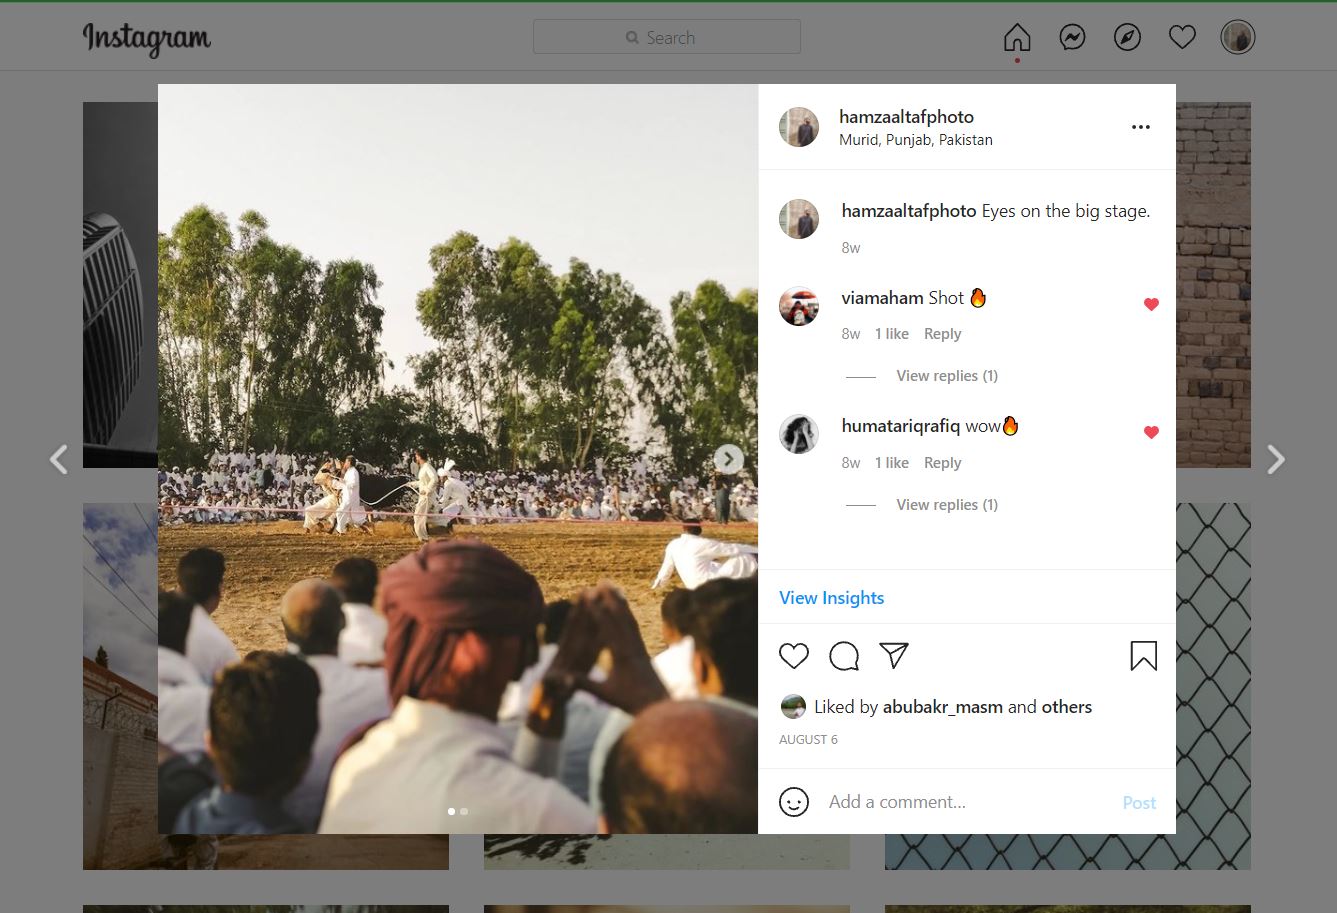 Instagram
Search
hamzaaltafphoto
Murid, Punjab, Pakistan
hamzaaltafphoto Eyes on the big stage.
8w
viamaham Shot 🔥
8w 1 like Reply
View replies (1)
humatariqrafiq wow🔥
8w 1 like Reply
View replies (1)
View Insights
Liked by abubakr_masm and others
AUGUST 6
Add a comment... Post